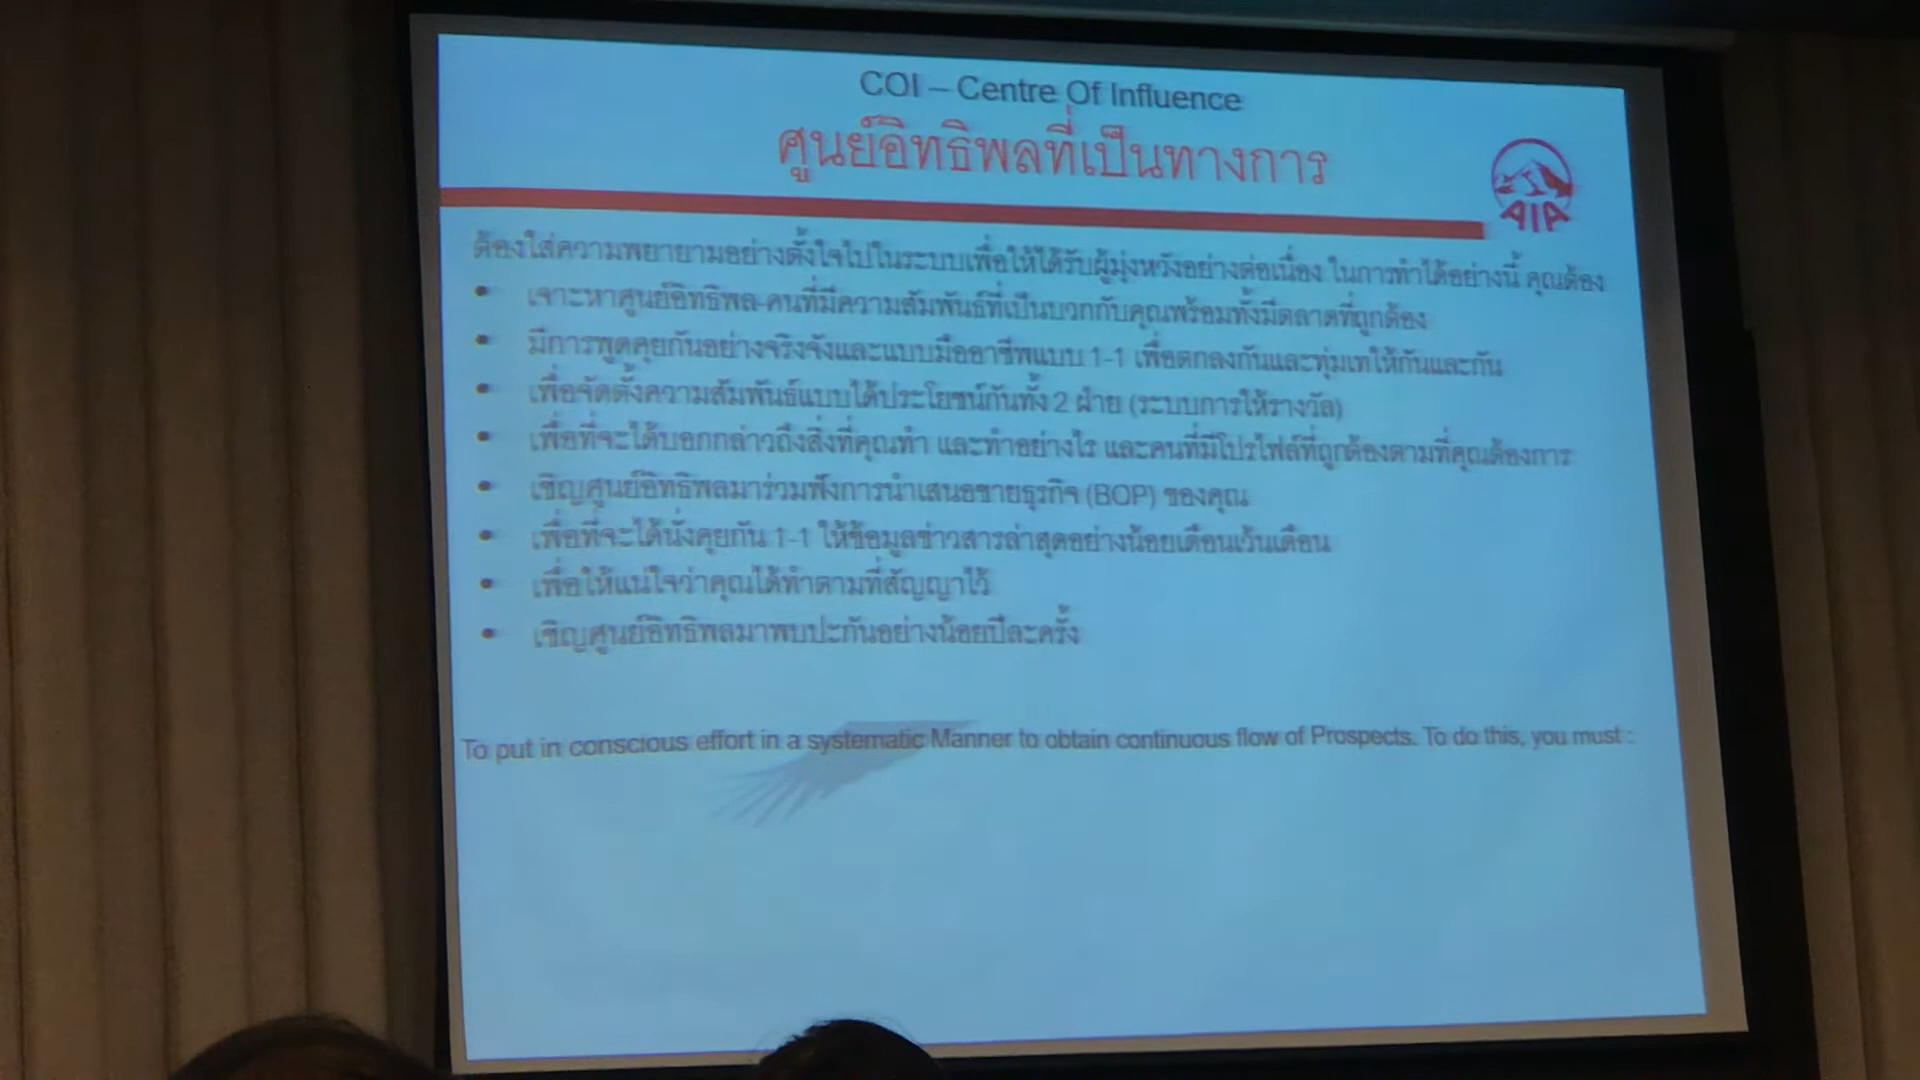 COI – Centre Of Influence
ศูนย์อิทธิพลที่เป็นทางการ
AIA
ต้องใส่ความพยายามอย่างตั้งใจไปในระบบเพื่อให้ได้รับผู้มุ่งหวังอย่างต่อเนื่อง ในการทำได้อย่างนี้ คุณต้อง
• เจาะหาศูนย์อิทธิพล-คนที่มีความสัมพันธ์ที่เป็นบวกกับคุณพร้อมทั้งมีตลาดที่ถูกต้อง
• มีการพูดคุยกันอย่างจริงจังและแบบมืออาชีพแบบ 1-1 เพื่อตกลงกันและทุ่มเทให้กันและกัน
• เพื่อจัดตั้งความสัมพันธ์แบบได้ประโยชน์กันทั้ง 2 ฝ่าย (ระบบการให้รางวัล)
• เพื่อที่จะได้บอกกล่าวถึงสิ่งที่คุณทำ และทำอย่างไร และคนที่มีโปรไฟล์ที่ถูกต้องตามที่คุณต้องการ
• เชิญศูนย์อิทธิพลมาร่วมฟังการนำเสนอขายธุรกิจ (BOP) ของคุณ
• เพื่อที่จะได้นั่งคุยกัน 1-1 ให้ข้อมูลข่าวสารล่าสุดอย่างน้อยเดือนเว้นเดือน
• เพื่อให้แน่ใจว่าคุณได้ทำตามที่สัญญาไว้
• เชิญศูนย์อิทธิพลมาพบปะกันอย่างน้อยปีละครั้ง
To put in conscious effort in a systematic Manner to obtain continuous flow of Prospects. To do this, you must :